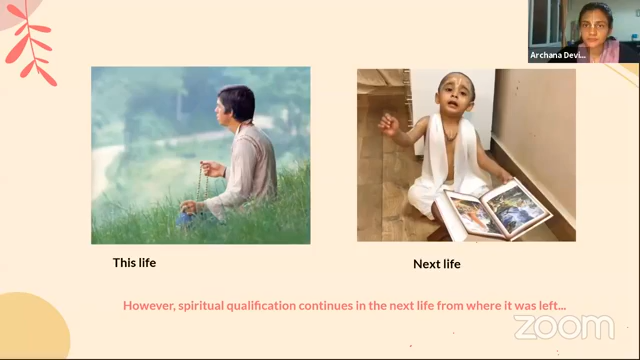 Archana Devi...
This life
Next life
However, spiritual qualification continues in the next life from where it was left...
zoom